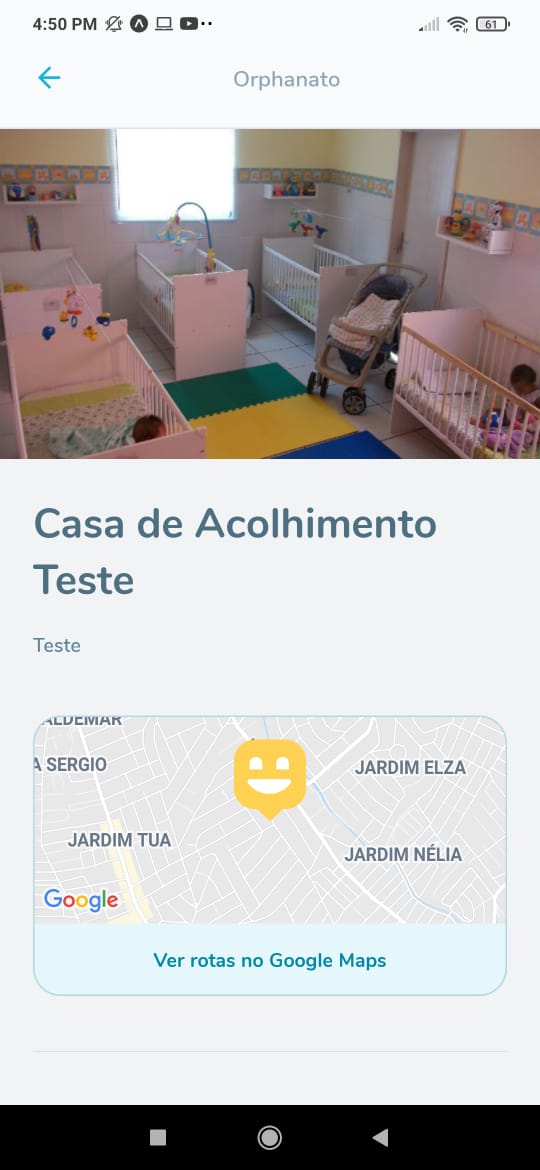 4:50 PM
61
Orphanato
Casa de Acolhimento
Teste
Teste
ALDEMAR
A SERGIO
JARDIM ELZA
JARDIM TUA
JARDIM NÉLIA
Google
Ver rotas no Google Maps